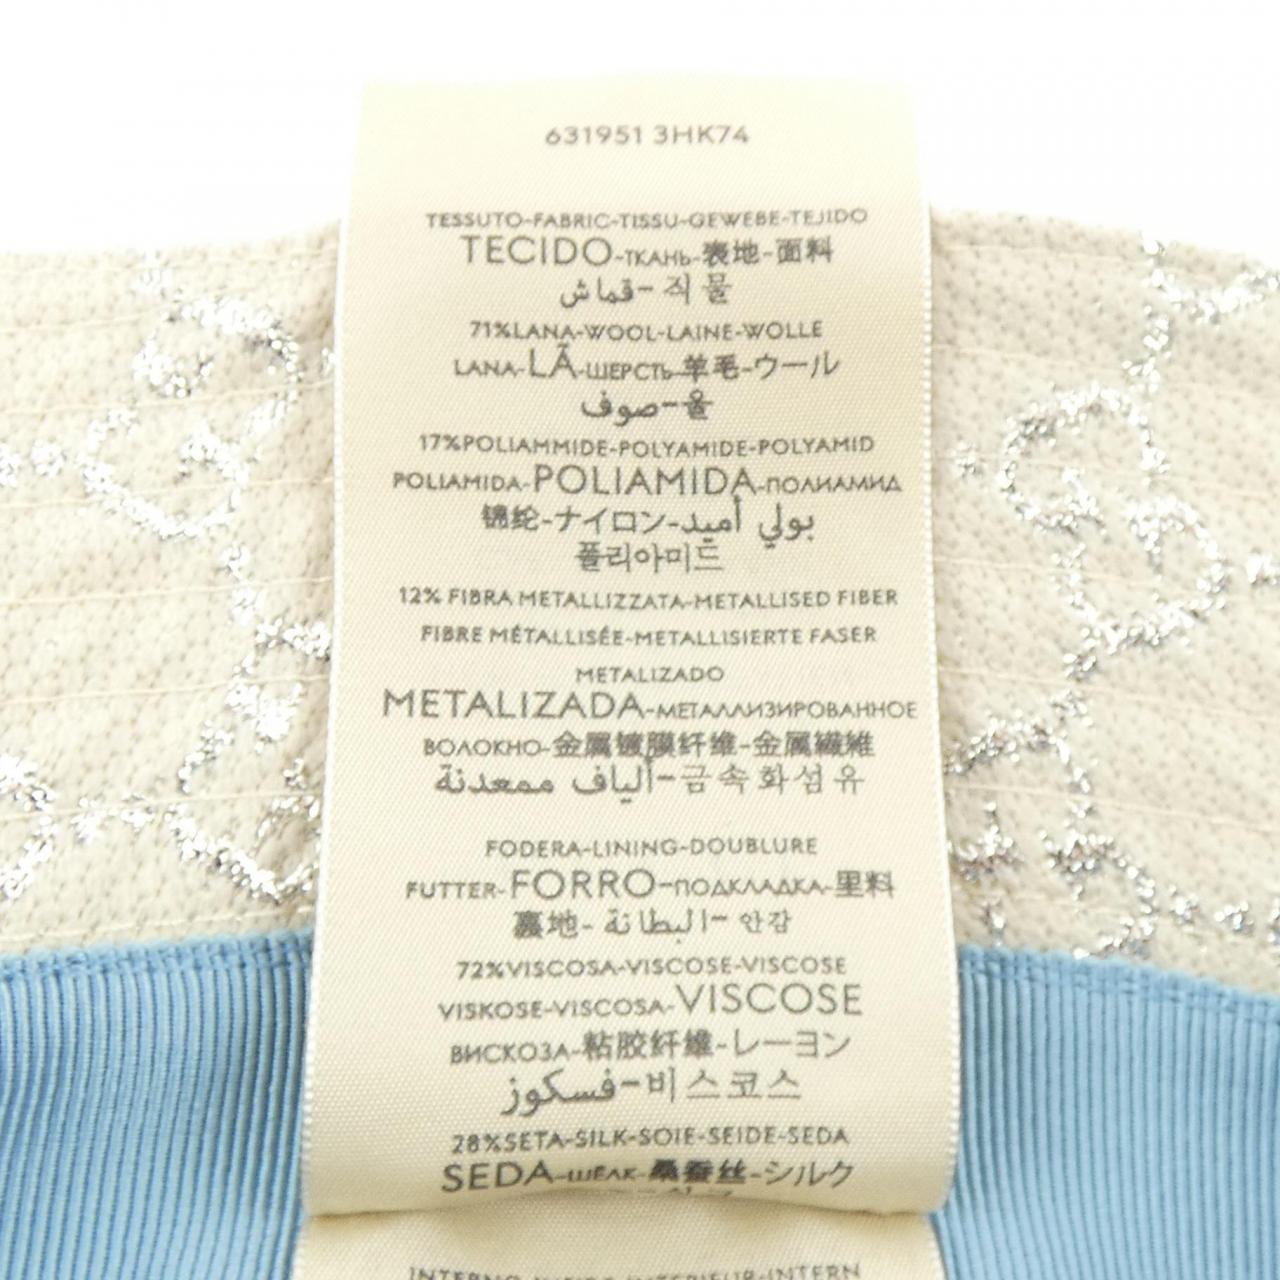 631951 3HK74
TESSUTO-FABRIC-TISSU-GEWEBE-TEJIDO
TECIDO-ТКАНЬ-表地-面料
قماش-직물
71%LANA-WOOL-LAINE-WOLLE
LANA-LÃ-ШЕРСТЬ-羊毛-ウール
صوف-울
17%POLIAMMIDE-POLYAMIDE-POLYAMID
POLIAMIDA-POLIAMIDA-ПОЛИАМИД
锦纶-ナイロン-بولي أميد
폴리아미드
12% FIBRA METALLIZZATA-METALLISED FIBER
FIBRE MÉTALLISÉE-METALLISIERTE FASER
METALIZADO
METALIZADA-МЕТАЛЛИЗИРОВАННОЕ
ВОЛОКНО-金属镀膜纤维-金属繊維
ألياف ممعدنة-금속화섬유
FODERA-LINING-DOUBLURE
FUTTER-FORRO-ПОДКЛАДКА-里料
裏地-البطانة-안감
72%VISCOSA-VISCOSE-VISCOSE
VISKOSE-VISCOSA-VISCOSE
ВИСКОЗА-粘胶纤维-レーヨン
فسكوز-비스코스
28%SETA-SILK-SOIE-SEIDE-SEDA
SEDA-ШЁЛК-桑蚕丝-シルク